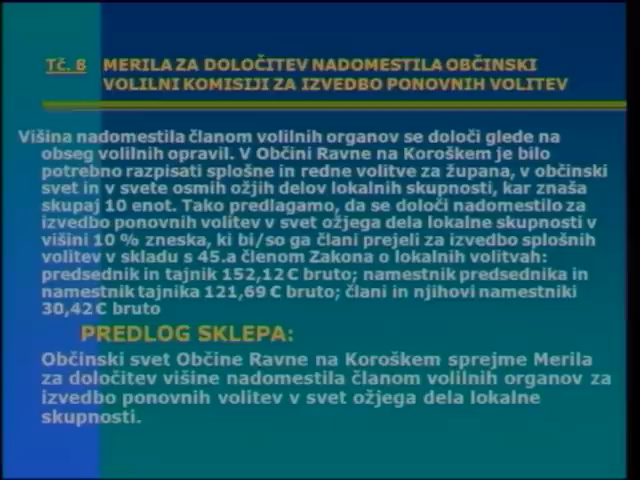 Tč. 8 MERILA ZA DOLOČITEV NADOMESTILA OBČINSKI
VOLILNI KOMISIJI ZA IZVEDBO PONOVNIH VOLITEV
Višina nadomestila članom volilnih organov se določi glede na
obseg volilnih opravil. V Občini Ravne na Koroškem je bilo
potrebno razpisati splošne in redne volitve za župana, v občinski
svet in v svete osmih ožjih delov lokalnih skupnosti, kar znaša
skupaj 10 enot. Tako predlagamo, da se določi nadomestilo za
izvedbo ponovnih volitev v svet ožjega dela lokalne skupnosti v
višini 10 % zneska, ki bi/so ga člani prejeli za izvedbo splošnih
volitev v skladu s 45.a členom Zakona o lokalnih volitvah:
predsednik in tajnik 152,12 € bruto; namestnik predsednika in
namestnik tajnika 121,69 € bruto; člani in njihovi namestniki
30,42 € bruto
PREDLOG SKLEPA:
Občinski svet Občine Ravne na Koroškem sprejme Merila
za določitev višine nadomestila članom volilnih organov za
izvedbo ponovnih volitev v svet ožjega dela lokalne
skupnosti.